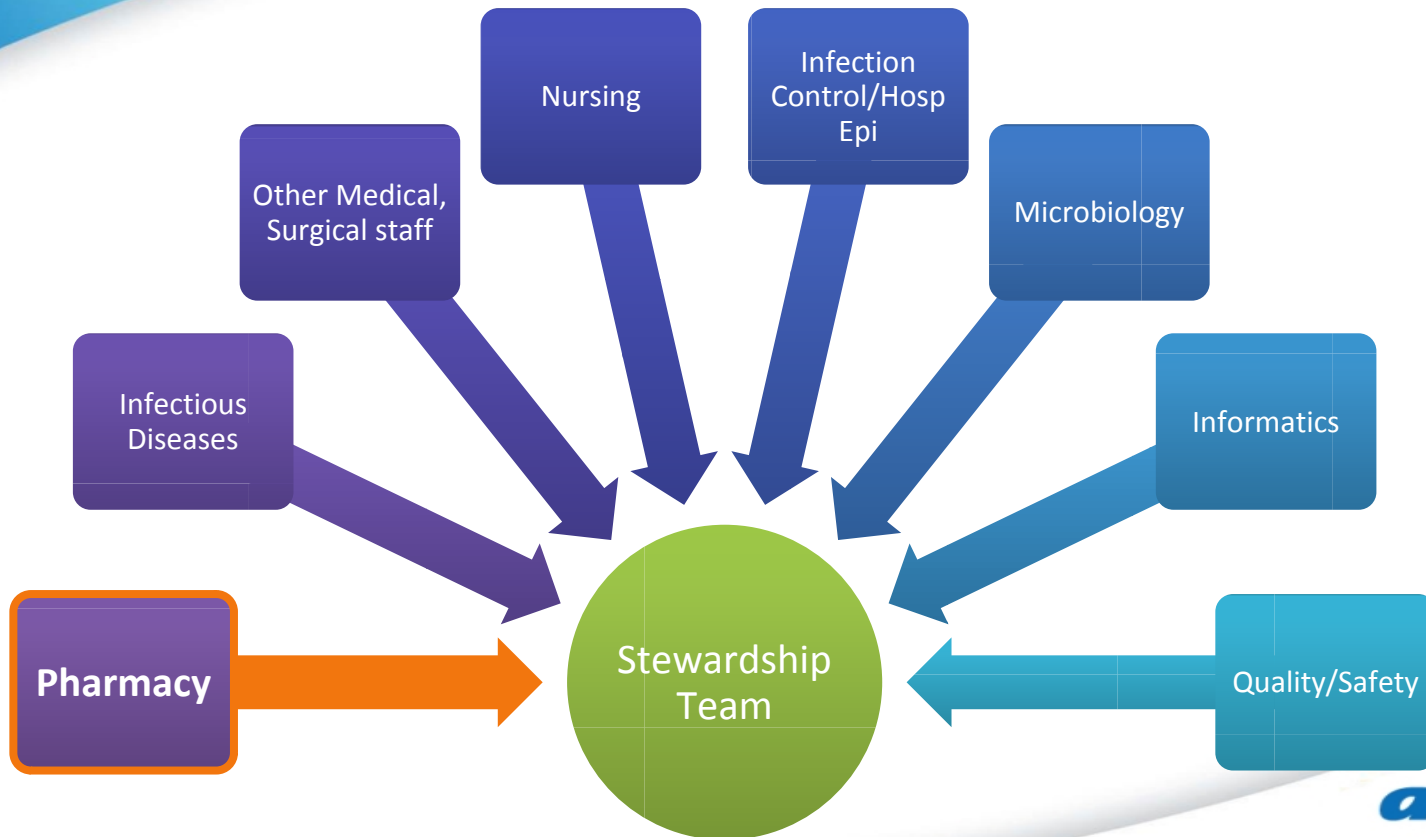 Nursing
Infection
Control/Hosp
Epi
Other Medical,
Surgical staff
Microbiology
Infectious
Diseases
Informatics
Pharmacy
Stewardship
Team
Quality/Safety